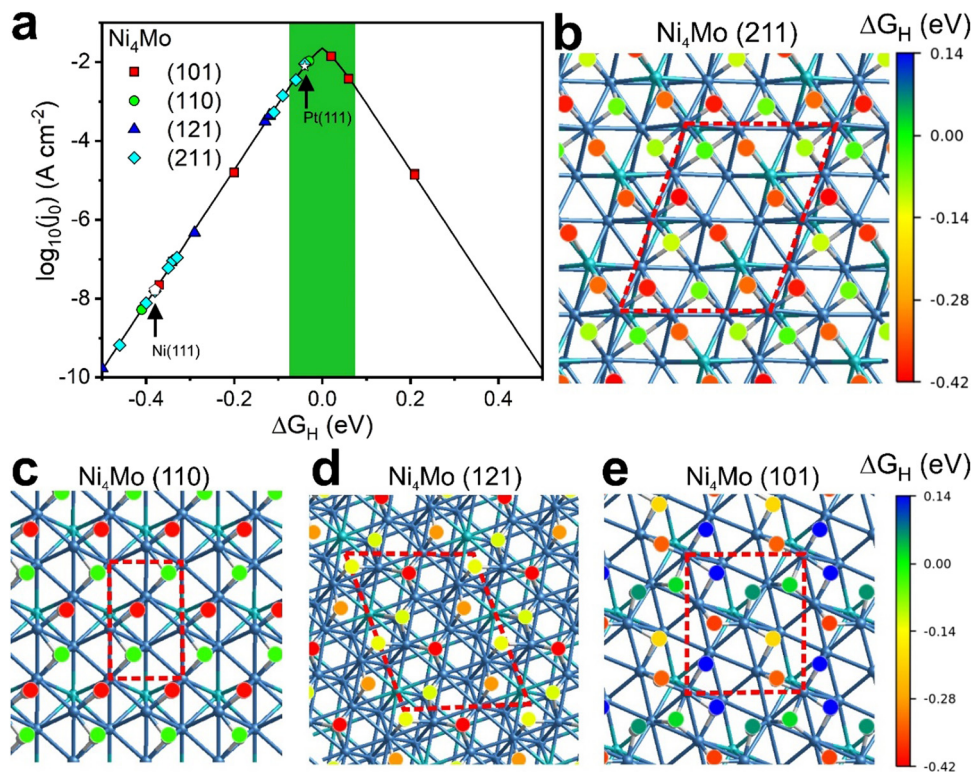 a
Ni₄Mo
(101)
(110)
(121)
(211)
Pt(111)
Ni(111)
log₁₀(j₀) (A cm⁻²)
-2
-4
-6
-8
-10
-0.4
-0.2
0.0
0.2
0.4
ΔG_H (eV)
b
Ni₄Mo (211)
ΔG_H (eV)
0.14
0.00
-0.14
-0.28
-0.42
c
Ni₄Mo (110)
d
Ni₄Mo (121)
e
Ni₄Mo (101)
ΔG_H (eV)
0.14
0.00
-0.14
-0.28
-0.42